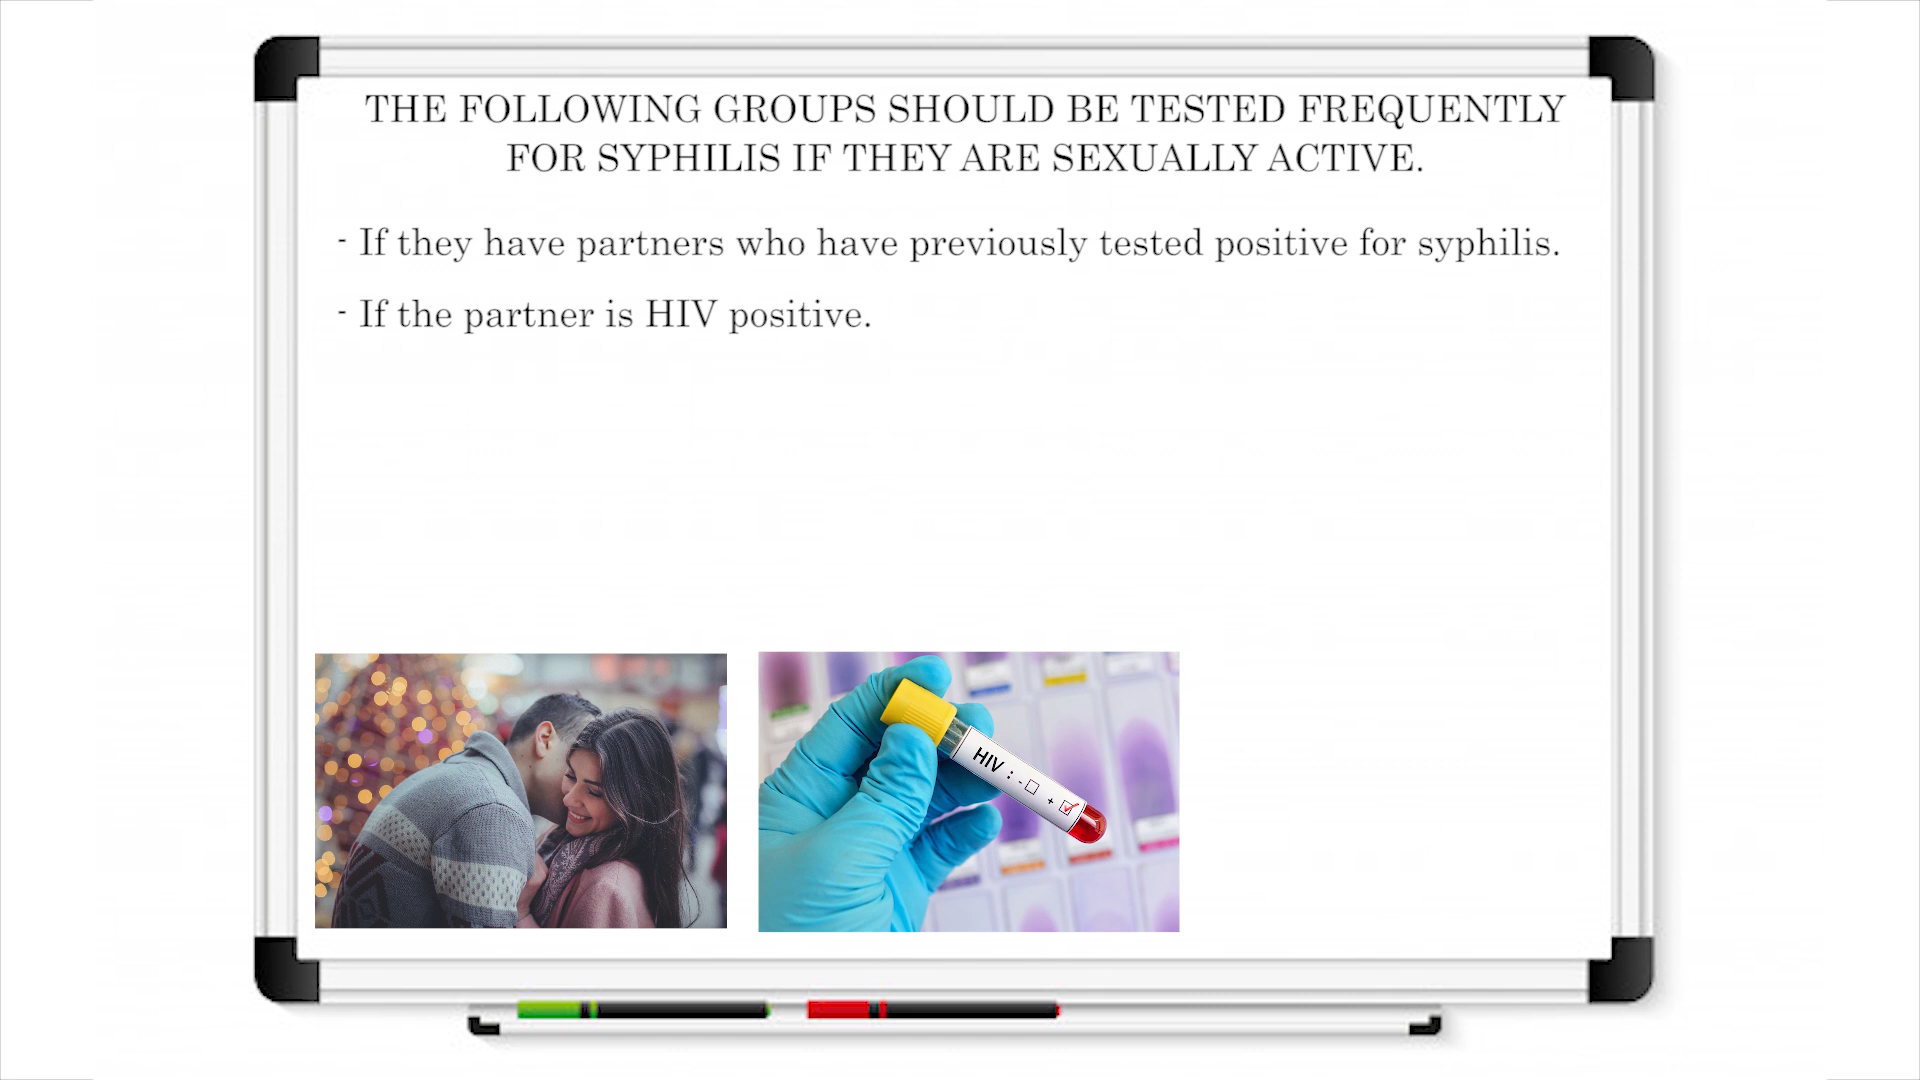 THE FOLLOWING GROUPS SHOULD BE TESTED FREQUENTLY
FOR SYPHILIS IF THEY ARE SEXUALLY ACTIVE.
- If they have partners who have previously tested positive for syphilis.
- If the partner is HIV positive.
HIV : - +